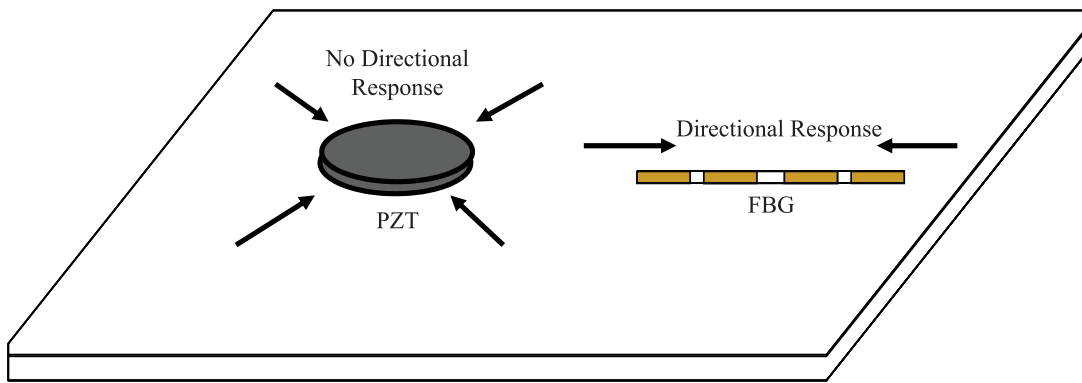 No Directional
Response
PZT
Directional Response
FBG